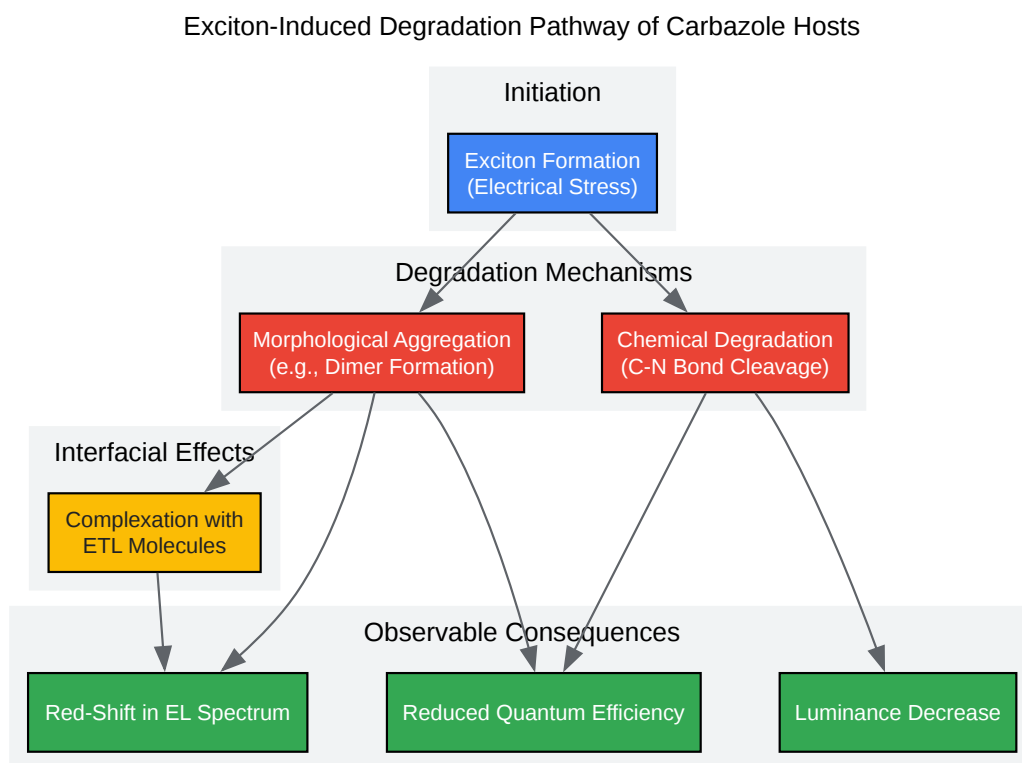 Exciton-Induced Degradation Pathway of Carbazole Hosts
Initiation
Exciton Formation
(Electrical Stress)
Degradation Mechanisms
Morphological Aggregation
(e.g., Dimer Formation)
Chemical Degradation
(C-N Bond Cleavage)
Interfacial Effects
Complexation with
ETL Molecules
Observable Consequences
Red-Shift in EL Spectrum
Reduced Quantum Efficiency
Luminance Decrease